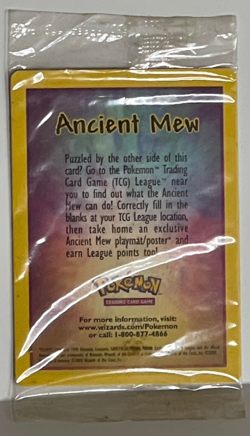 Ancient Mew
Puzzled by the other side of this
card? Go to the Pokemon™ Trading
Card Game (TCG) League™ near
you to find out what the Ancient
Mew can do! Correctly fill in the
blanks at your TCG League location,
then take home an exclusive
Ancient Mew playmat/poster* and
earn League points too!
POKéMON
TRADING CARD GAME
For more information, visit:
www.wizards.com/Pokemon
or call: 1-800-877-4866